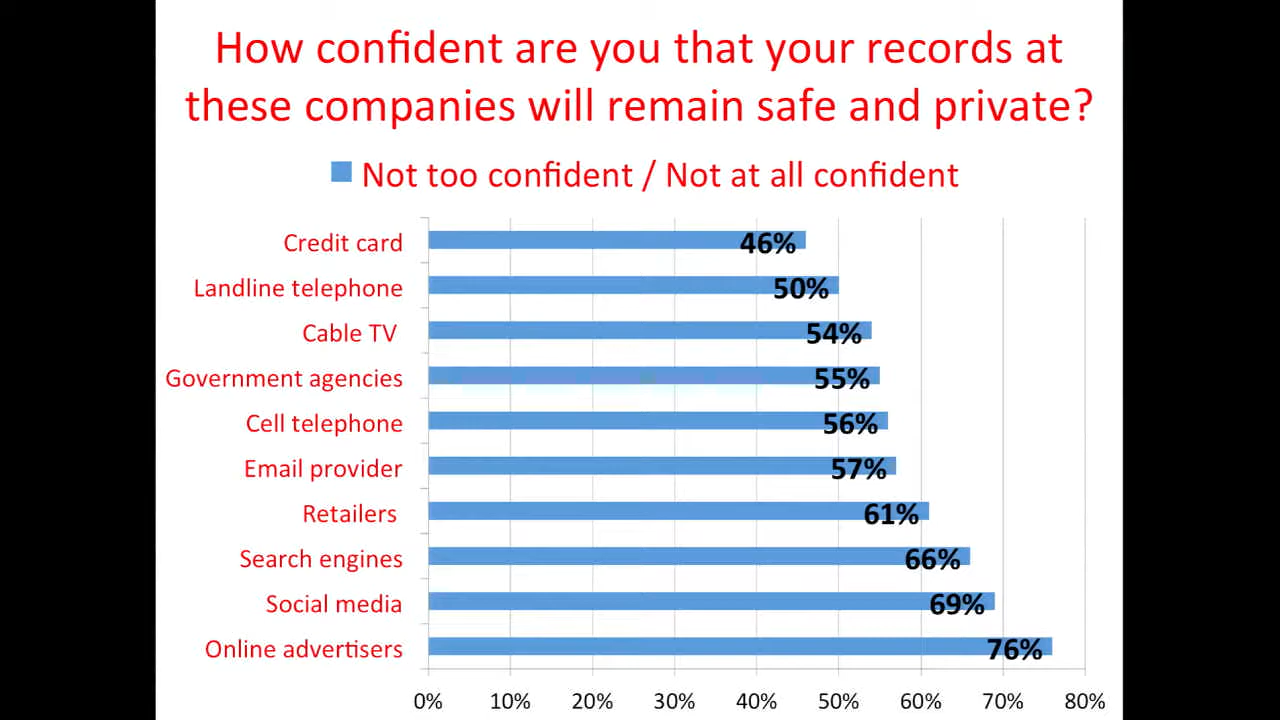 How confident are you that your records at
these companies will remain safe and private?
Not too confident / Not at all confident
Credit card 46%
Landline telephone 50%
Cable TV 54%
Government agencies 55%
Cell telephone 56%
Email provider 57%
Retailers 61%
Search engines 66%
Social media 69%
Online advertisers 76%
0% 10% 20% 30% 40% 50% 60% 70% 80%